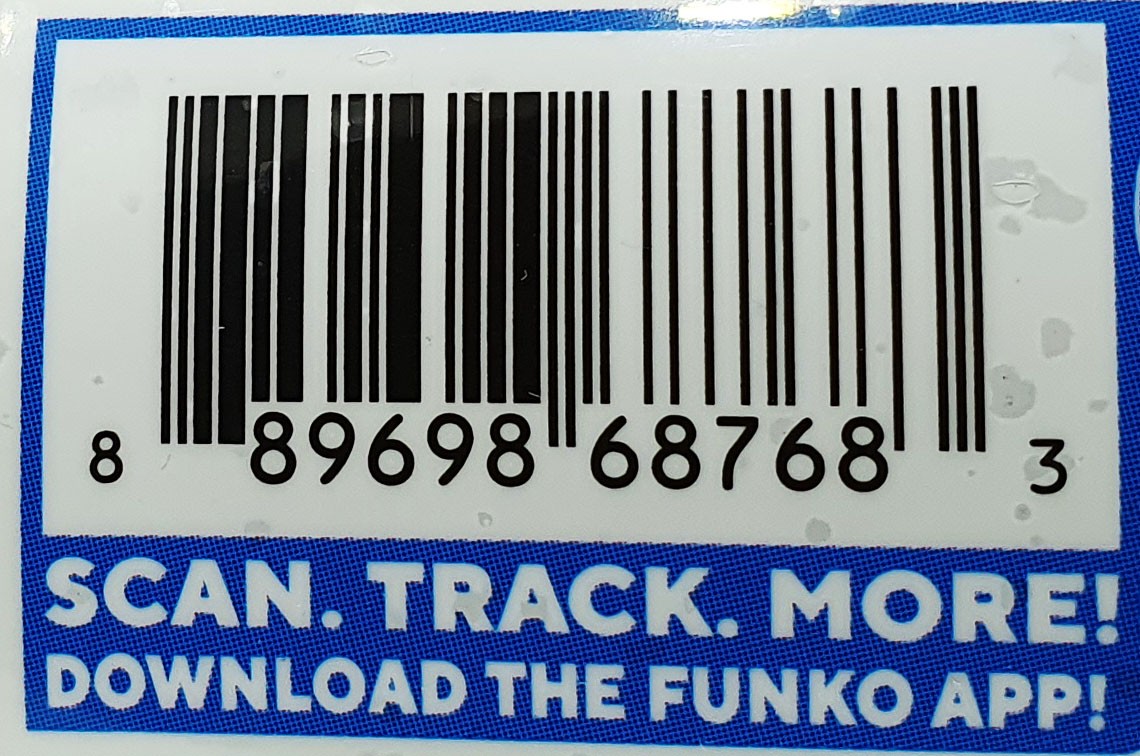 8 89698 68768 3
SCAN. TRACK. MORE!
DOWNLOAD THE FUNKO APP!